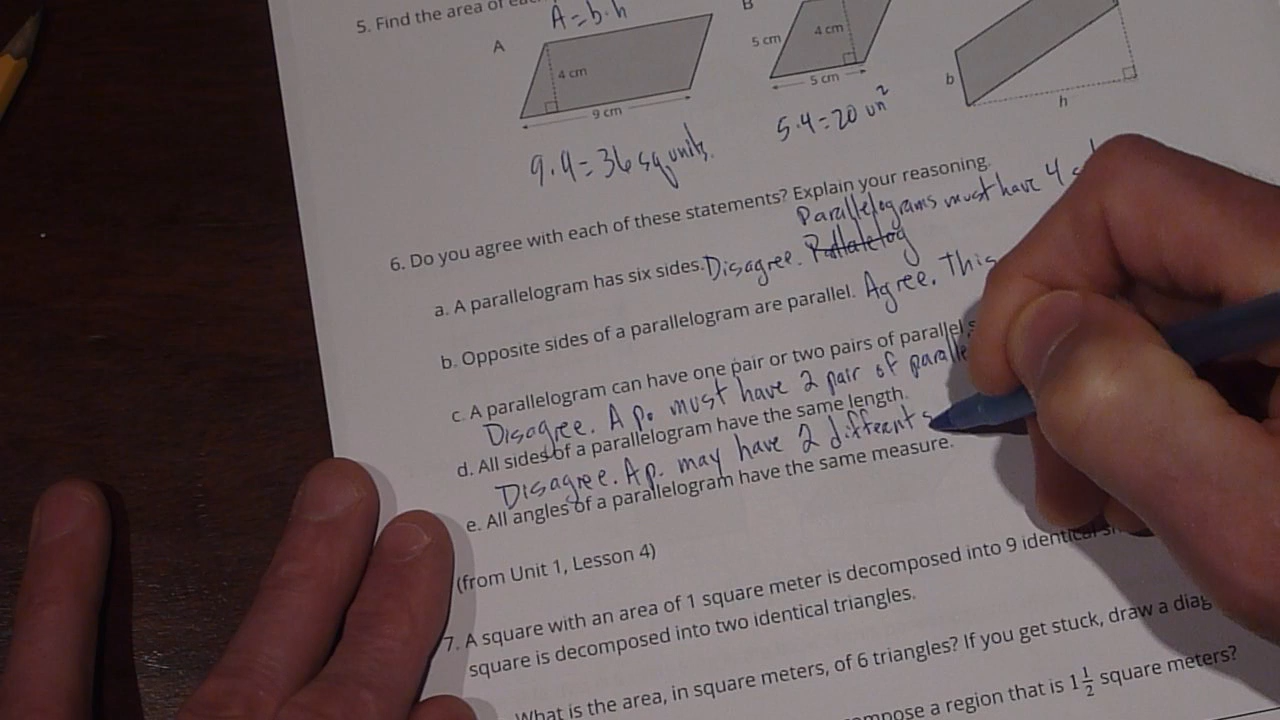 5. Find the area of
A = b·h
A
4 cm
9 cm
9·4 = 36 sq units.
B
5 cm
4 cm
5 cm
5·4 = 20 un²
b
h
6. Do you agree with each of these statements? Explain your reasoning.
Parallelograms must have 4
a. A parallelogram has six sides. Disagree.
b. Opposite sides of a parallelogram are parallel. Agree. This
c. A parallelogram can have one pair or two pairs of parallel
Disagree. A p. must have 2 pair of paralle
d. All sides of a parallelogram have the same length.
Disagree. A p. may have 2 different s
e. All angles of a parallelogram have the same measure.
(from Unit 1, Lesson 4)
7. A square with an area of 1 square meter is decomposed into 9 identical
square is decomposed into two identical triangles.
What is the area, in square meters, of 6 triangles? If you get stuck, draw a diag
mpose a region that is 1 1/2 square meters?